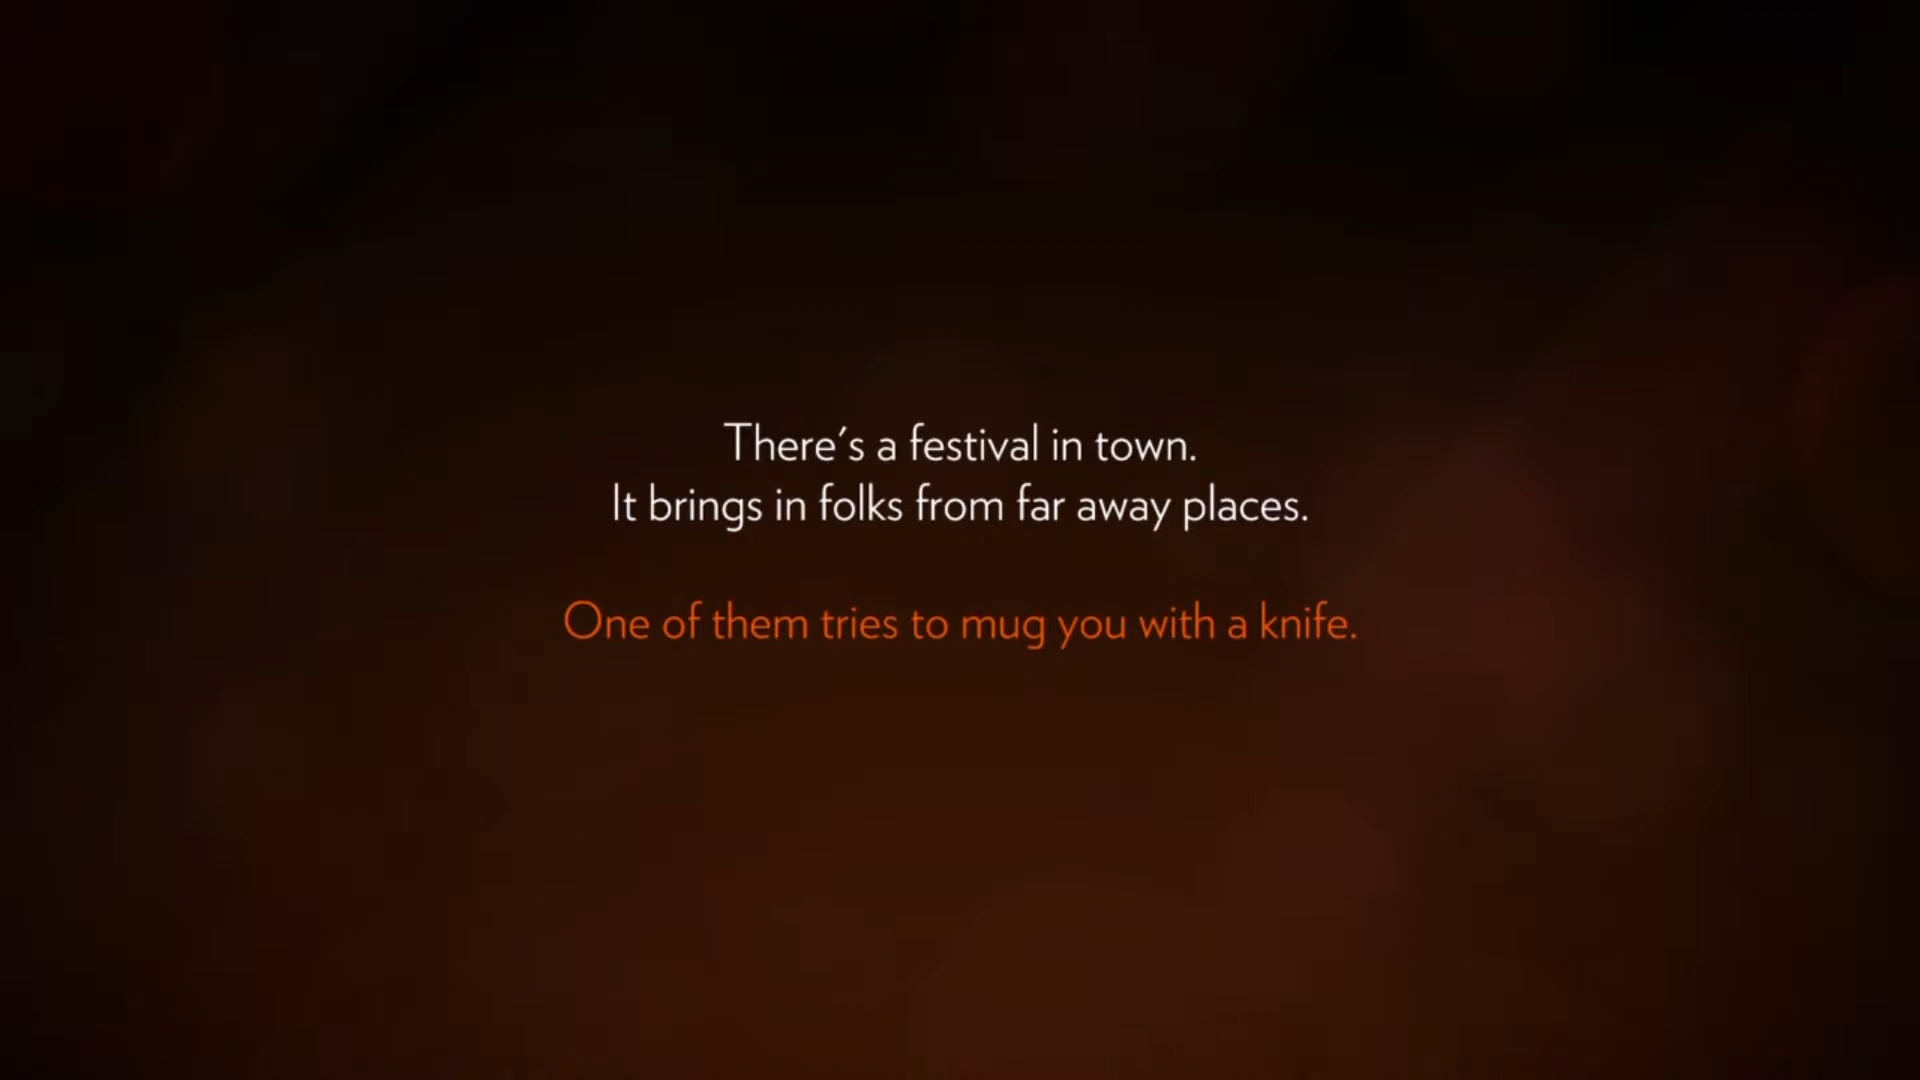 There's a festival in town.
It brings in folks from far away places.
One of them tries to mug you with a knife.